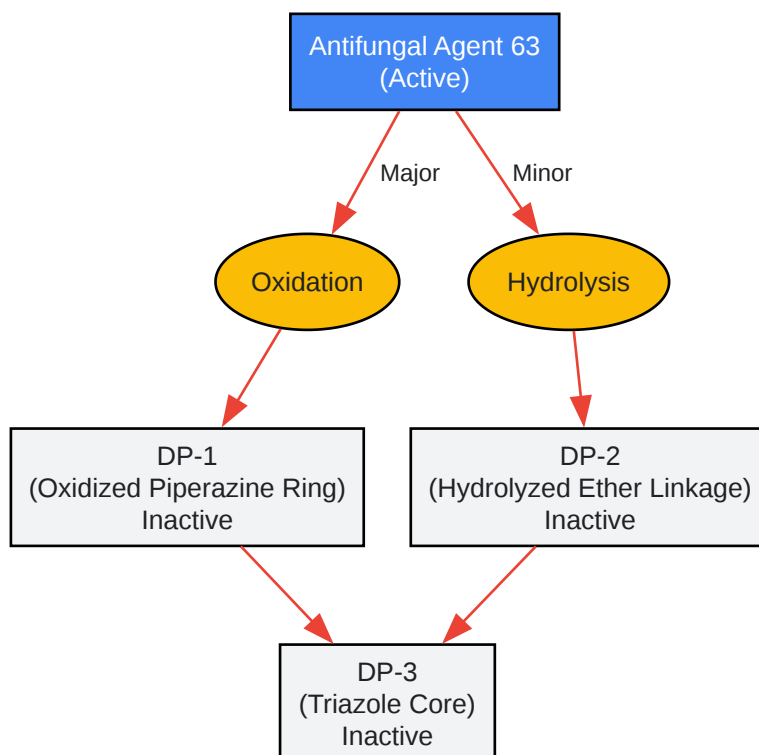 Antifungal Agent 63
(Active)
Major
Minor
Oxidation
Hydrolysis
DP-1
(Oxidized Piperazine Ring)
Inactive
DP-2
(Hydrolyzed Ether Linkage)
Inactive
DP-3
(Triazole Core)
Inactive